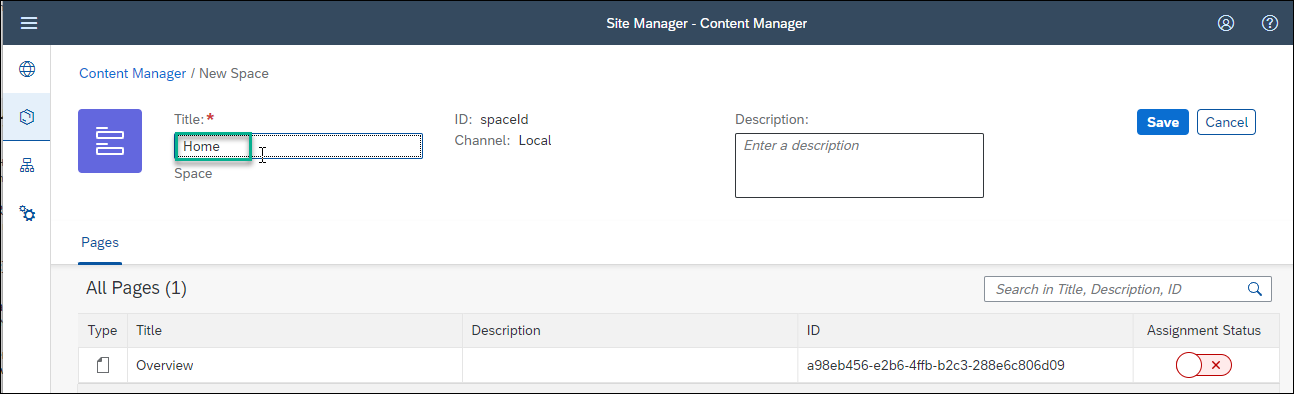 Site Manager - Content Manager
Content Manager / New Space
Title: *
Home
Space
ID: spaceId
Channel: Local
Description:
Enter a description
Save
Cancel
Pages
All Pages (1)
Search in Title, Description, ID
Type Title Description ID Assignment Status
Overview a98eb456-e2b6-4ffb-b2c3-288e6c806d09